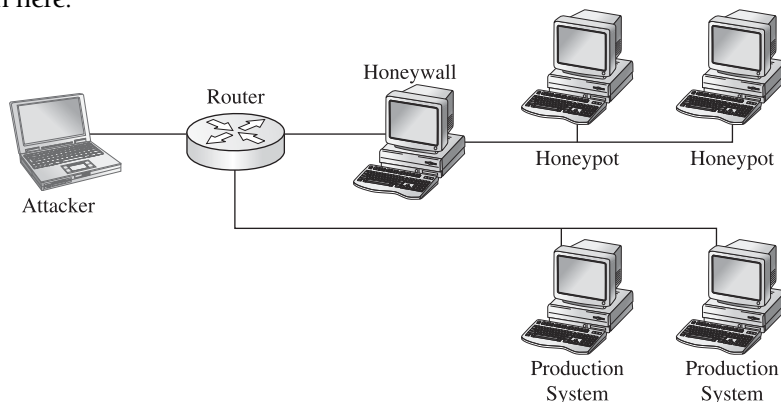 Honeywall
Router
Honeypot Honeypot
Attacker
Production Production
System System